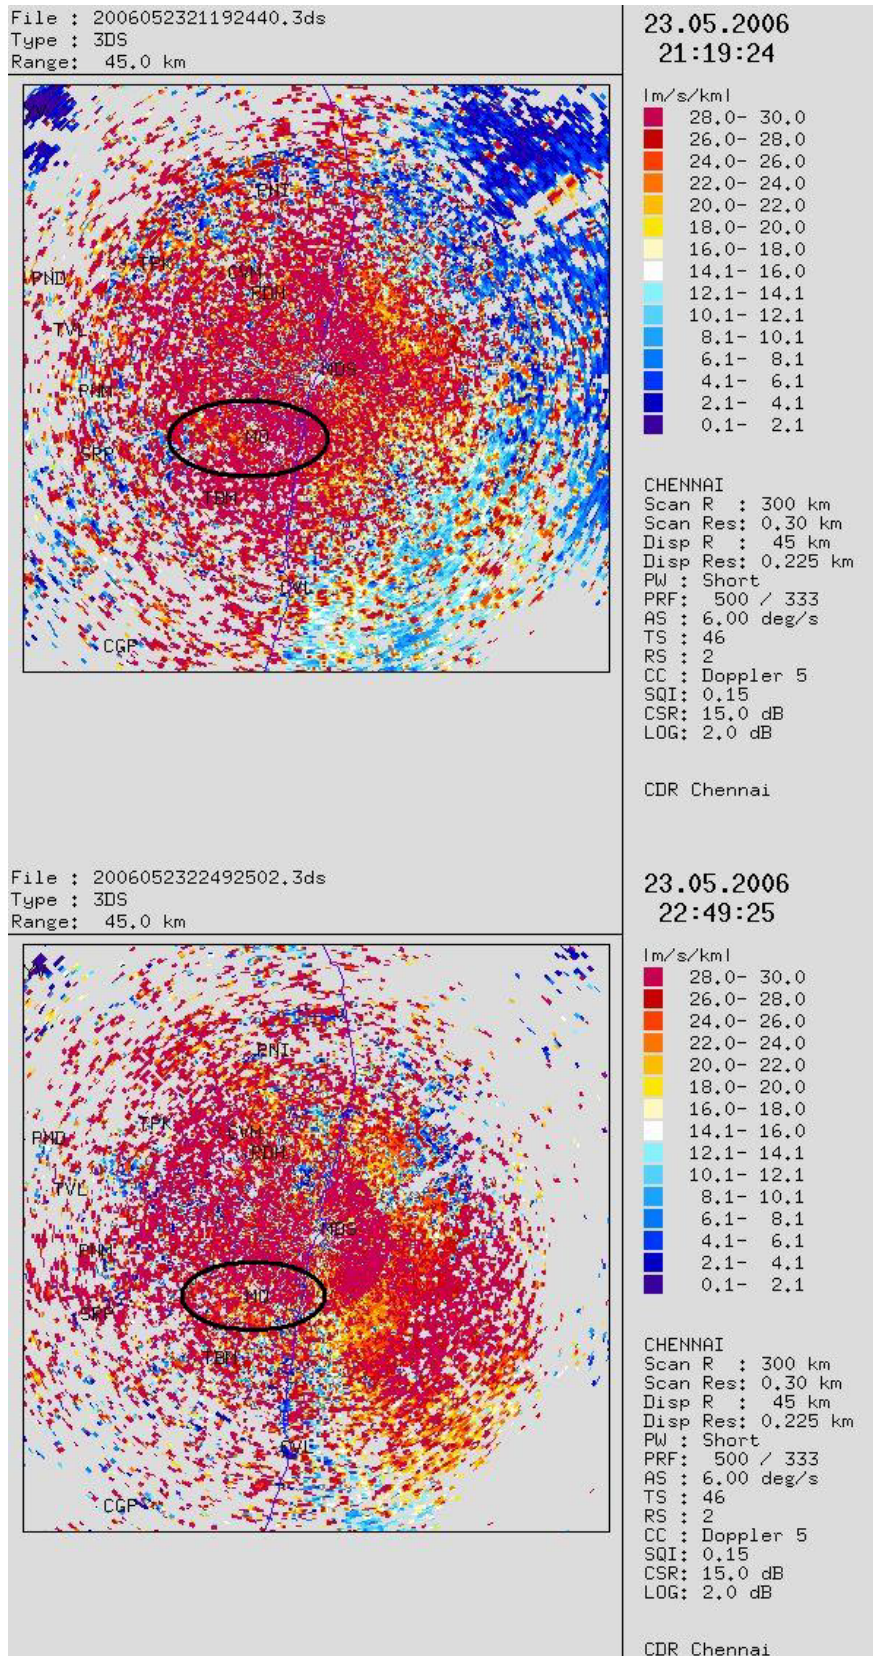 File : 2006052321192440.3ds
Type : 3DS
Range: 45.0 km
23.05.2006
21:19:24
|m/s/km|
28.0- 30.0
26.0- 28.0
24.0- 26.0
22.0- 24.0
20.0- 22.0
18.0- 20.0
16.0- 18.0
14.1- 16.0
12.1- 14.1
10.1- 12.1
8.1- 10.1
6.1- 8.1
4.1- 6.1
2.1- 4.1
0.1- 2.1
PNI
TPK
CVM
PND
RDH
TVL
MDS
PNM
MO
SPP
TBM
CVL
CGP
CHENNAI
Scan R : 300 km
Scan Res: 0.30 km
Disp R : 45 km
Disp Res: 0.225 km
PW : Short
PRF: 500 / 333
AS : 6.00 deg/s
TS : 46
RS : 2
CC : Doppler 5
SQI: 0.15
CSR: 15.0 dB
LOG: 2.0 dB
CDR Chennai
File : 2006052322492502.3ds
Type : 3DS
Range: 45.0 km
23.05.2006
22:49:25
|m/s/km|
28.0- 30.0
26.0- 28.0
24.0- 26.0
22.0- 24.0
20.0- 22.0
18.0- 20.0
16.0- 18.0
14.1- 16.0
12.1- 14.1
10.1- 12.1
8.1- 10.1
6.1- 8.1
4.1- 6.1
2.1- 4.1
0.1- 2.1
PNI
TPK
CVM
PND
RDH
TVL
MDS
PNM
MO
SPP
TBM
CVL
CGP
CHENNAI
Scan R : 300 km
Scan Res: 0.30 km
Disp R : 45 km
Disp Res: 0.225 km
PW : Short
PRF: 500 / 333
AS : 6.00 deg/s
TS : 46
RS : 2
CC : Doppler 5
SQI: 0.15
CSR: 15.0 dB
LOG: 2.0 dB
CDR Chennai